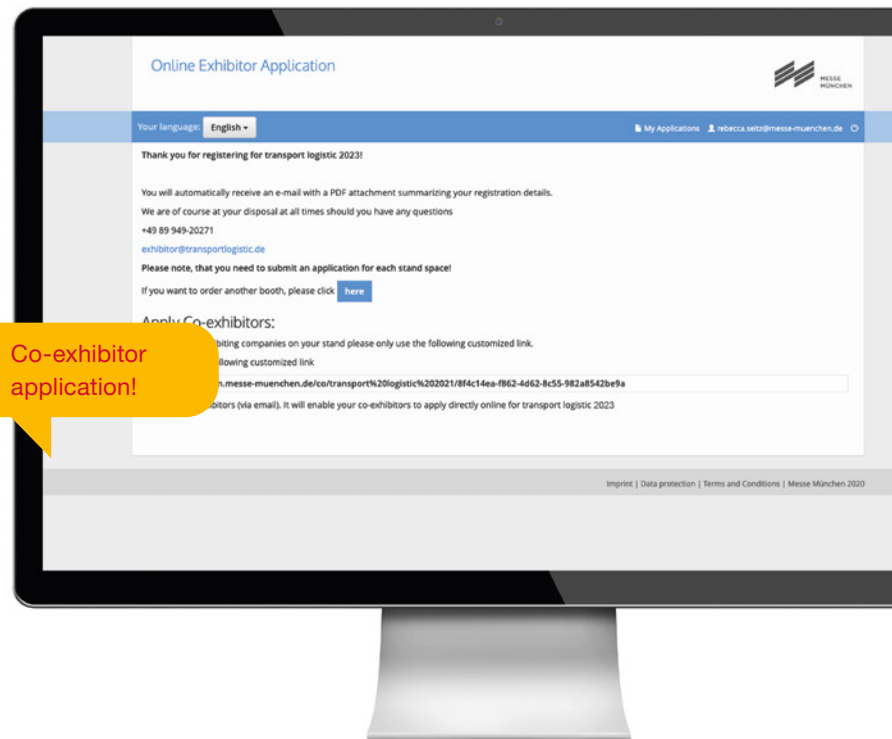 Online Exhibitor Application
MESSE
MÜNCHEN
Your language: English
My Applications rebecca.seitz@messe-muenchen.de
Thank you for registering for transport logistic 2023!
You will automatically receive an e-mail with a PDF attachment summarizing your registration details.
We are of course at your disposal at all times should you have any questions
+49 89 949-20271
exhibitor@transportlogistic.de
Please note, that you need to submit an application for each stand space!
If you want to order another booth, please click here
Apply Co-exhibitors:
biting companies on your stand please only use the following customized link.
llowing customized link
n.messe-muenchen.de/co/transport%20logistic%202021/8f4c14ea-f862-4d62-8c55-982a8542be9a
bitors (via email). It will enable your co-exhibitors to apply directly online for transport logistic 2023
Co-exhibitor
application!
Imprint | Data protection | Terms and Conditions | Messe München 2020